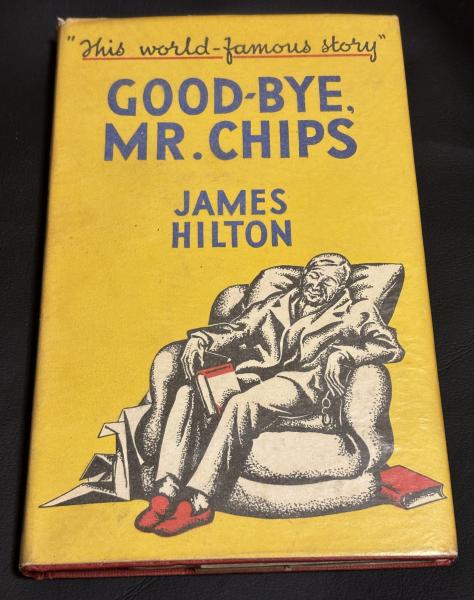 "This world-famous story"
GOOD-BYE,
MR. CHIPS
JAMES
HILTON